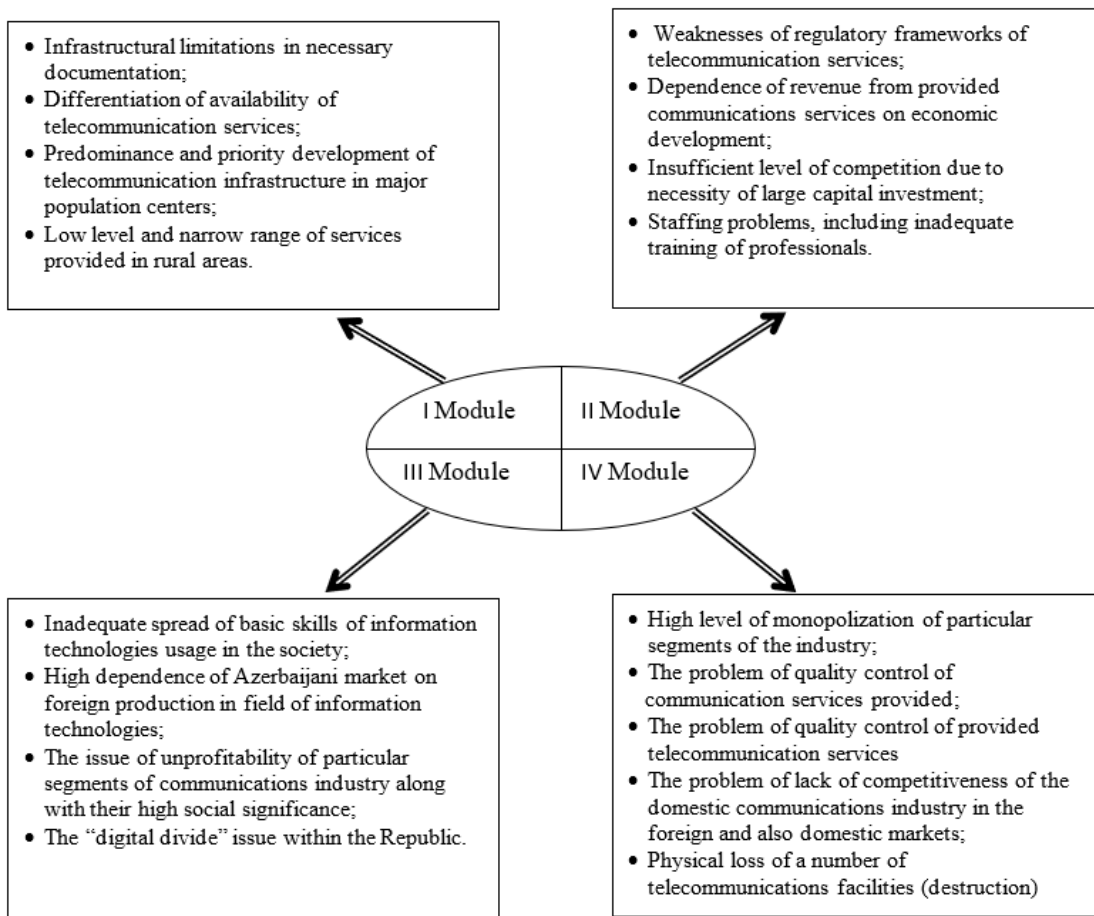 • Infrastructural limitations in necessary
documentation;
• Differentiation of availability of
telecommunication services;
• Predominance and priority development of
telecommunication infrastructure in major
population centers;
• Low level and narrow range of services
provided in rural areas.
• Weaknesses of regulatory frameworks of
telecommunication services;
• Dependence of revenue from provided
communications services on economic
development;
• Insufficient level of competition due to
necessity of large capital investment;
• Staffing problems, including inadequate
training of professionals.
I Module
II Module
III Module
IV Module
• Inadequate spread of basic skills of information
technologies usage in the society;
• High dependence of Azerbaijani market on
foreign production in field of information
technologies;
• The issue of unprofitability of particular
segments of communications industry along
with their high social significance;
• The “digital divide” issue within the Republic.
• High level of monopolization of particular
segments of the industry;
• The problem of quality control of
communication services provided;
• The problem of quality control of provided
telecommunication services
• The problem of lack of competitiveness of the
domestic communications industry in the
foreign and also domestic markets;
• Physical loss of a number of
telecommunications facilities (destruction)